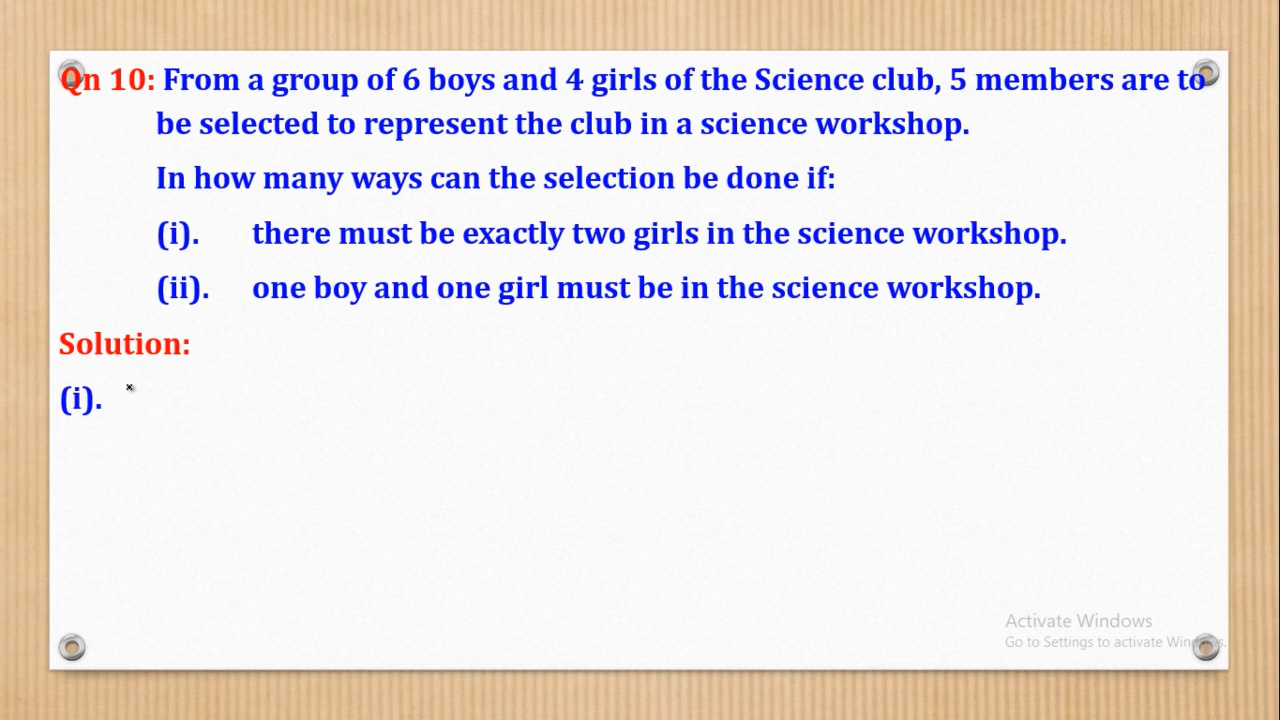 Qn 10: From a group of 6 boys and 4 girls of the Science club, 5 members are to
be selected to represent the club in a science workshop.
In how many ways can the selection be done if:
(i). there must be exactly two girls in the science workshop.
(ii). one boy and one girl must be in the science workshop.
Solution:
(i).
Activate Windows
Go to Settings to activate Windows.